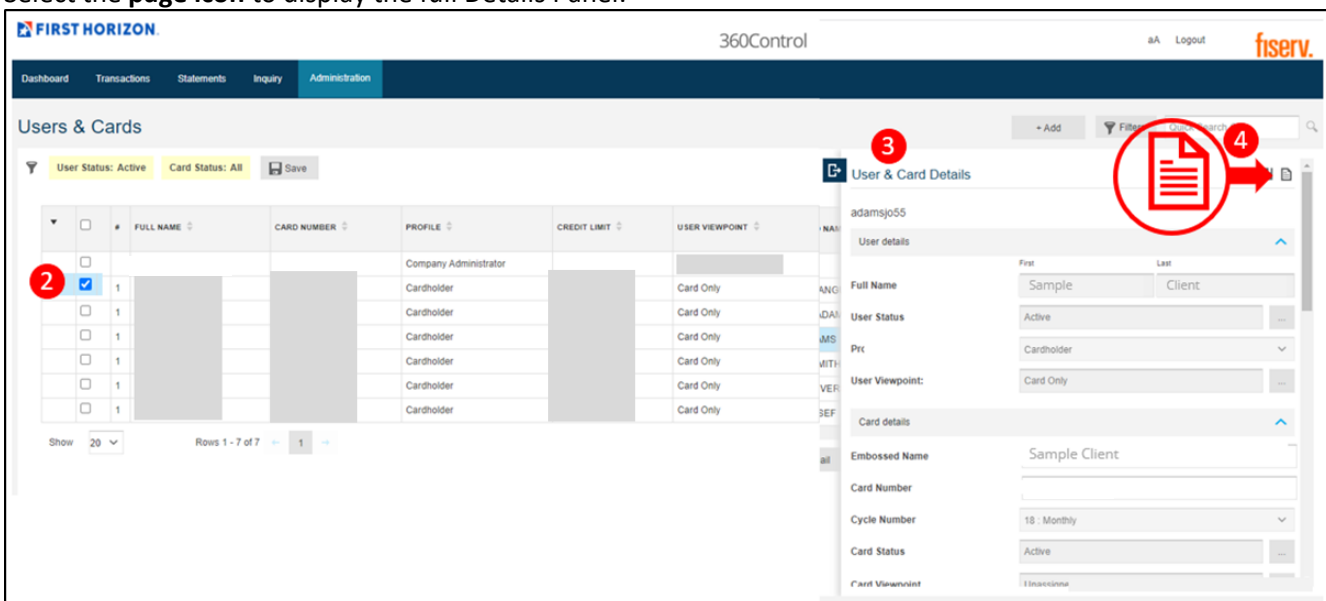 Select the page icon to display the full Details Panel.
FIRST HORIZON.
360Control
aA Logout
fiserv.
Dashboard Transactions Statements Inquiry Administration
Users & Cards
+ Add
Quick Search
User Status: Active Card Status: All Save
3
4
User & Card Details
# FULL NAME CARD NUMBER PROFILE CREDIT LIMIT USER VIEWPOINT
adamsjo55
User details
Company Administrator
First Last
2
1 Cardholder Card Only
Full Name Sample Client
1 Cardholder Card Only
User Status Active ...
1 Cardholder Card Only
1 Cardholder Card Only
Cardholder
1 Cardholder Card Only
User Viewpoint: Card Only ...
1 Cardholder Card Only
Card details
Show 20 Rows 1 - 7 of 7 ← 1 →
Embossed Name Sample Client
Card Number
Cycle Number 18 : Monthly
Card Status Active ...
Card Viewpoint